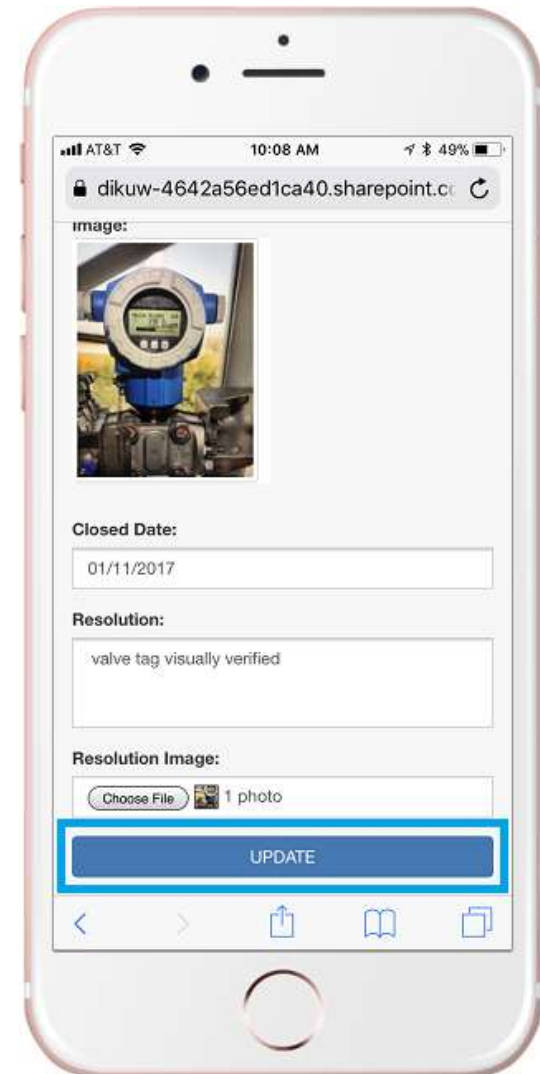 AT&T 10:08 AM 49%
dikuw-4642a56ed1ca40.sharepoint.c
Image:
Closed Date:
01/11/2017
Resolution:
valve tag visually verified
Resolution Image:
Choose File 1 photo
UPDATE